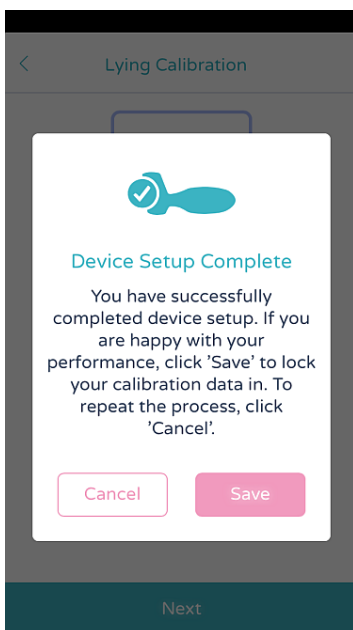 Lying Calibration
Device Setup Complete
You have successfully
completed device setup. If you
are happy with your
performance, click 'Save' to lock
your calibration data in. To
repeat the process, click
'Cancel'.
Cancel
Save
Next